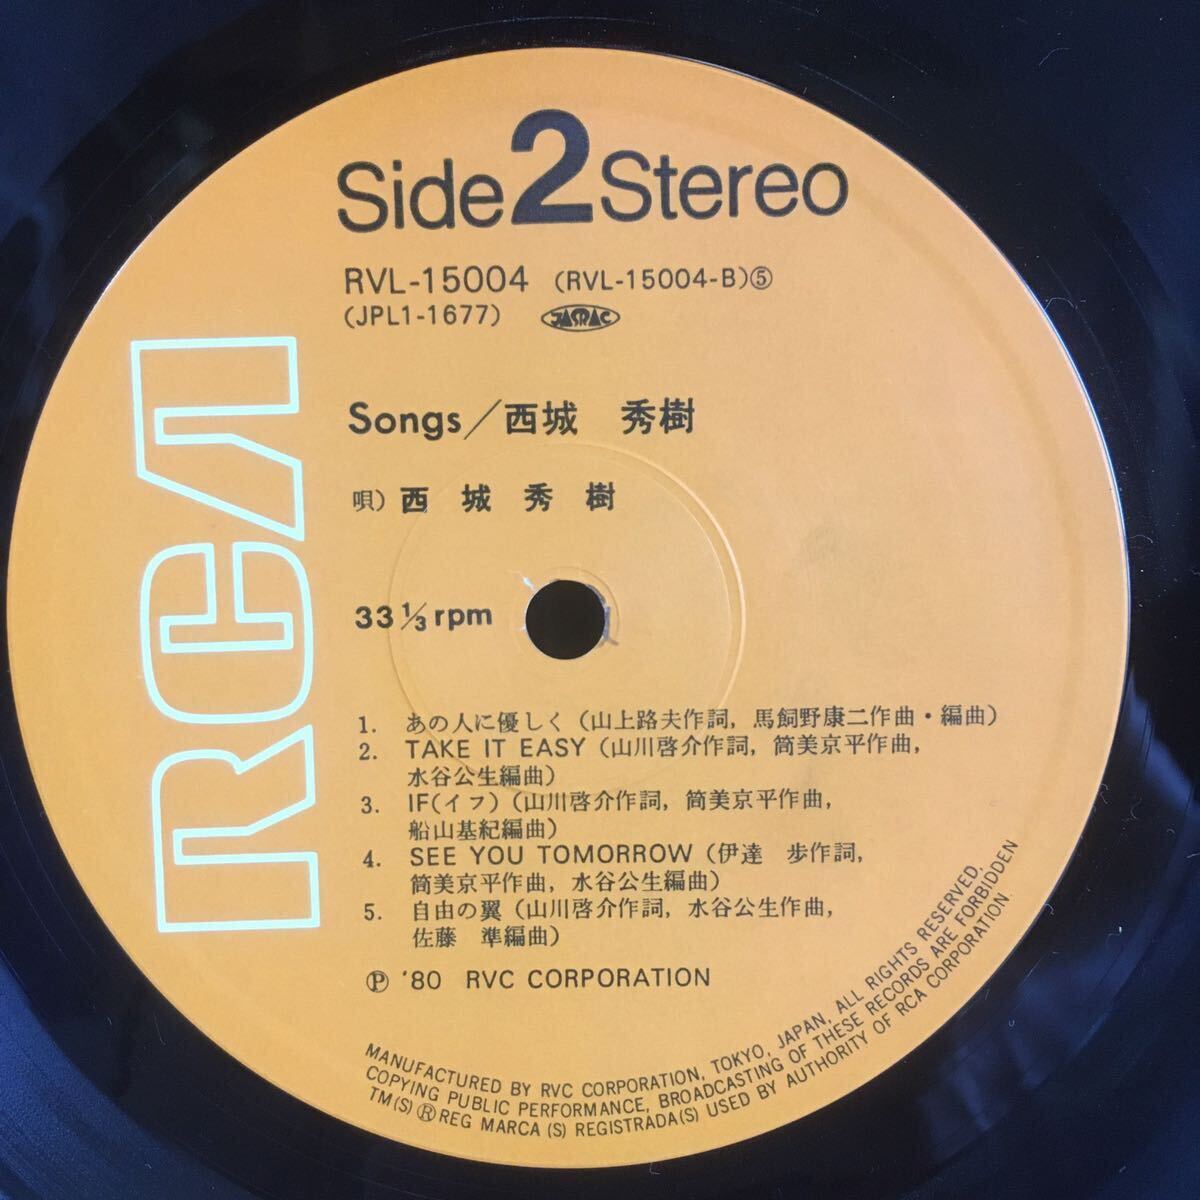 Side 2 Stereo
RVL-15004 (RVL-15004-B)⑤
(JPL1-1677) JASRAC
RCA
Songs/西城 秀樹
唄) 西城秀樹
33 1/3 rpm
1. あの人に優しく (山上路夫作詞, 馬飼野康二作曲・編曲)
2. TAKE IT EASY (山川啓介作詞, 筒美京平作曲,
水谷公生編曲)
3. IF(イフ) (山川啓介作詞, 筒美京平作曲,
船山基紀編曲)
4. SEE YOU TOMORROW (伊達 歩作詞,
筒美京平作曲, 水谷公生編曲)
5. 自由の翼 (山川啓介作詞, 水谷公生作曲,
佐藤 準編曲)
Ⓟ '80 RVC CORPORATION
MANUFACTURED BY RVC CORPORATION, TOKYO, JAPAN, ALL RIGHTS RESERVED,
COPYING PUBLIC PERFORMANCE, BROADCASTING OF THESE RECORDS ARE FORBIDDEN
TM(S) ® REG MARCA (S) REGISTRADA(S) USED BY AUTHORITY OF RCA CORPORATION.